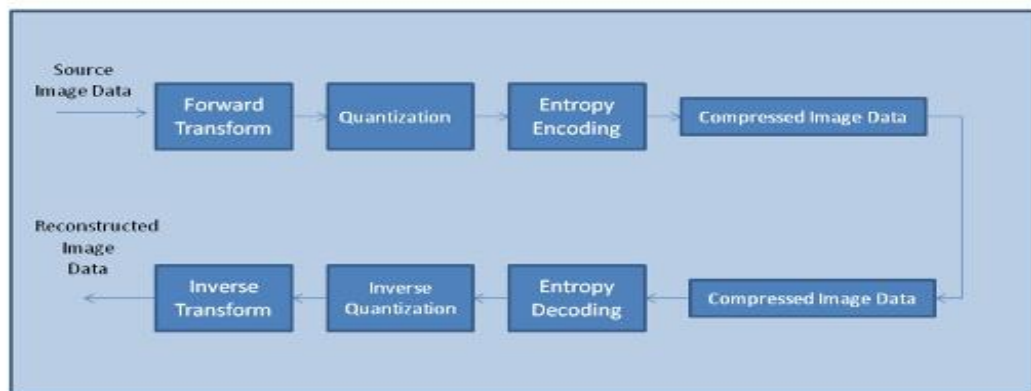 Source
Image Data
Forward
Transform
Quantization
Entropy
Encoding
Compressed Image Data
Reconstructed
Image
Data
Inverse
Transform
Inverse
Quantization
Entropy
Decoding
Compressed Image Data